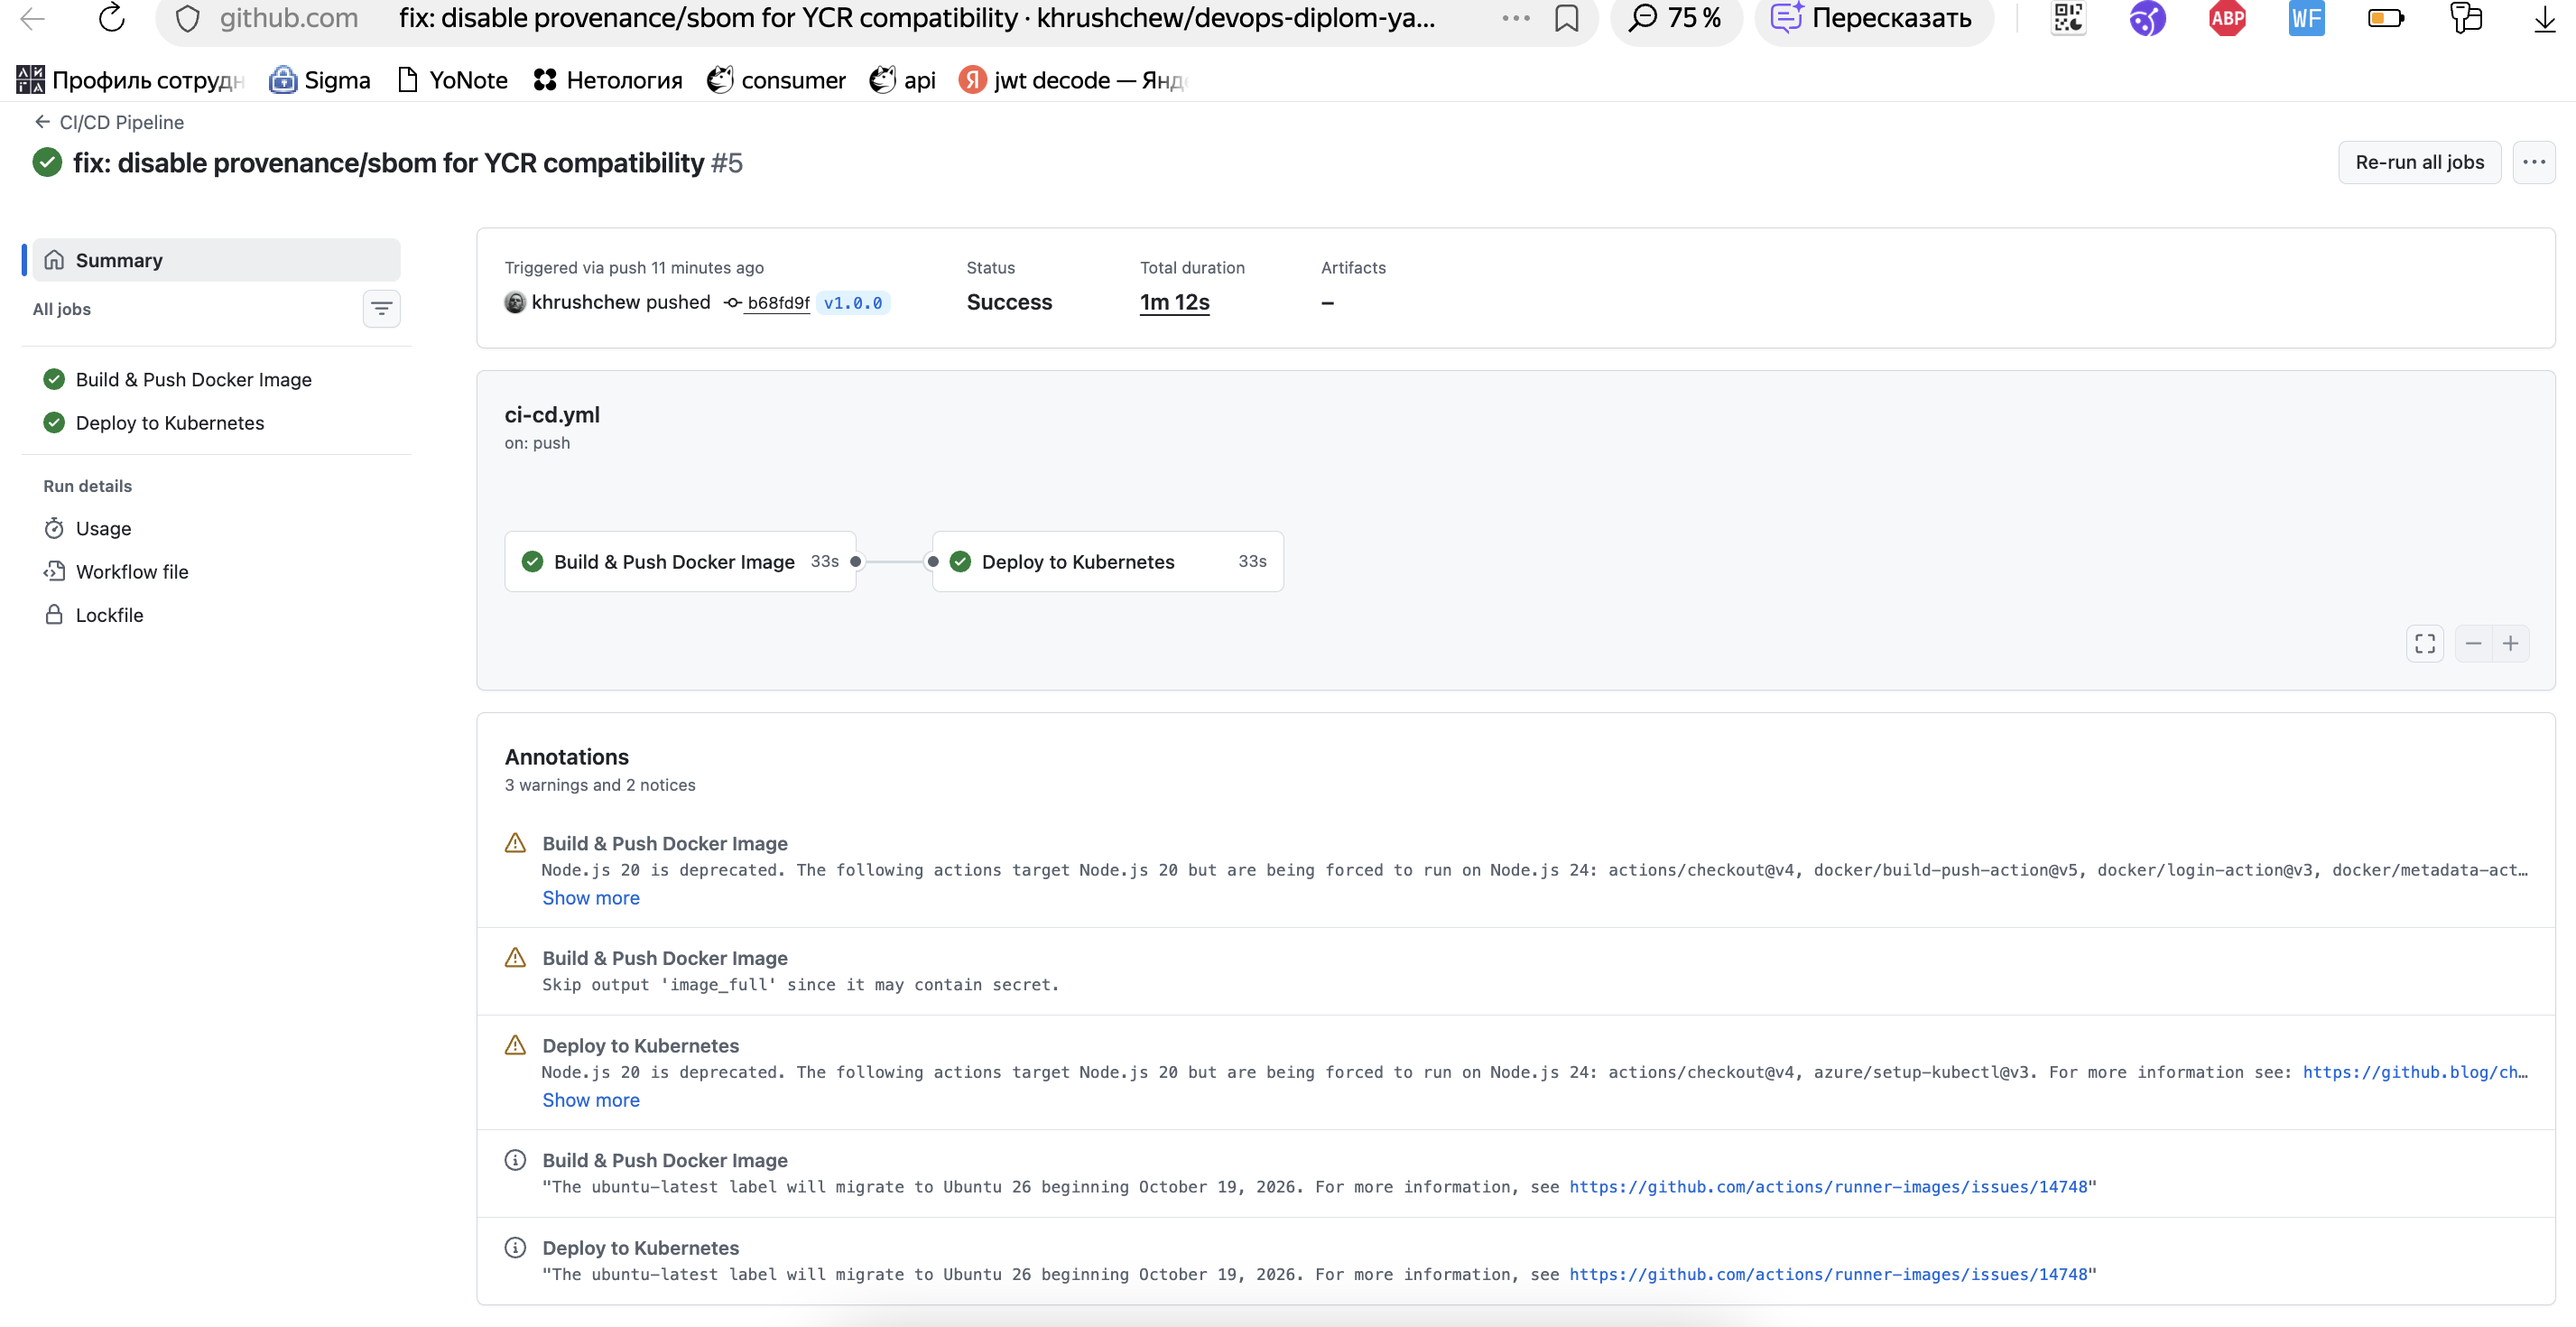 github.com fix: disable provenance/sbom for YCR compatibility · khrushchew/devops-diplom-ya... 75 % Пересказать ABP WF
Профиль сотрудн Sigma YoNote Нетология consumer api Я jwt decode — Янд
CI/CD Pipeline
fix: disable provenance/sbom for YCR compatibility #5
Re-run all jobs
Summary
All jobs
Build & Push Docker Image
Deploy to Kubernetes
Run details
Usage
Workflow file
Lockfile
Triggered via push 11 minutes ago
khrushchew pushed b68fd9f v1.0.0
Status
Success
Total duration
1m 12s
Artifacts
–
ci-cd.yml
on: push
Build & Push Docker Image 33s
Deploy to Kubernetes 33s
Annotations
3 warnings and 2 notices
Build & Push Docker Image
Node.js 20 is deprecated. The following actions target Node.js 20 but are being forced to run on Node.js 24: actions/checkout@v4, docker/build-push-action@v5, docker/login-action@v3, docker/metadata-act…
Show more
Build & Push Docker Image
Skip output 'image_full' since it may contain secret.
Deploy to Kubernetes
Node.js 20 is deprecated. The following actions target Node.js 20 but are being forced to run on Node.js 24: actions/checkout@v4, azure/setup-kubectl@v3. For more information see: https://github.blog/ch…
Show more
Build & Push Docker Image
"The ubuntu-latest label will migrate to Ubuntu 26 beginning October 19, 2026. For more information, see https://github.com/actions/runner-images/issues/14748"
Deploy to Kubernetes
"The ubuntu-latest label will migrate to Ubuntu 26 beginning October 19, 2026. For more information, see https://github.com/actions/runner-images/issues/14748"